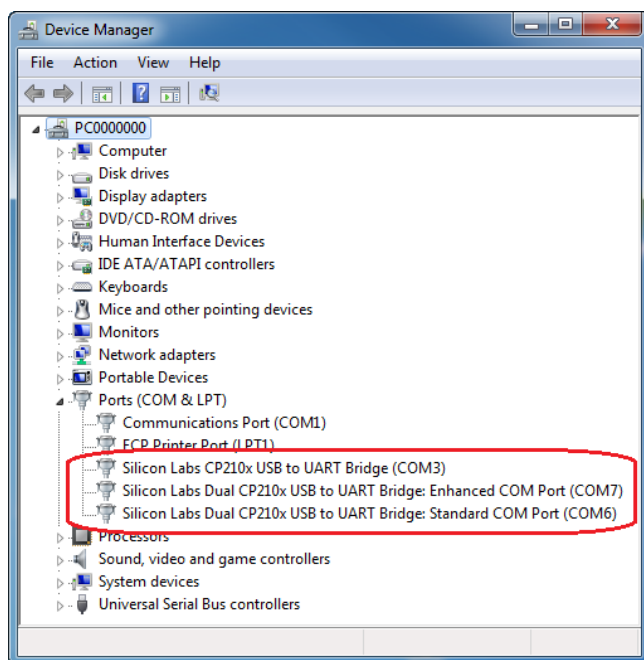 Device Manager
File Action View Help
PC0000000
Computer
Disk drives
Display adapters
DVD/CD-ROM drives
Human Interface Devices
IDE ATA/ATAPI controllers
Keyboards
Mice and other pointing devices
Monitors
Network adapters
Portable Devices
Ports (COM & LPT)
Communications Port (COM1)
ECP Printer Port (LPT1)
Silicon Labs CP210x USB to UART Bridge (COM3)
Silicon Labs Dual CP210x USB to UART Bridge: Enhanced COM Port (COM7)
Silicon Labs Dual CP210x USB to UART Bridge: Standard COM Port (COM6)
Processors
Sound, video and game controllers
System devices
Universal Serial Bus controllers